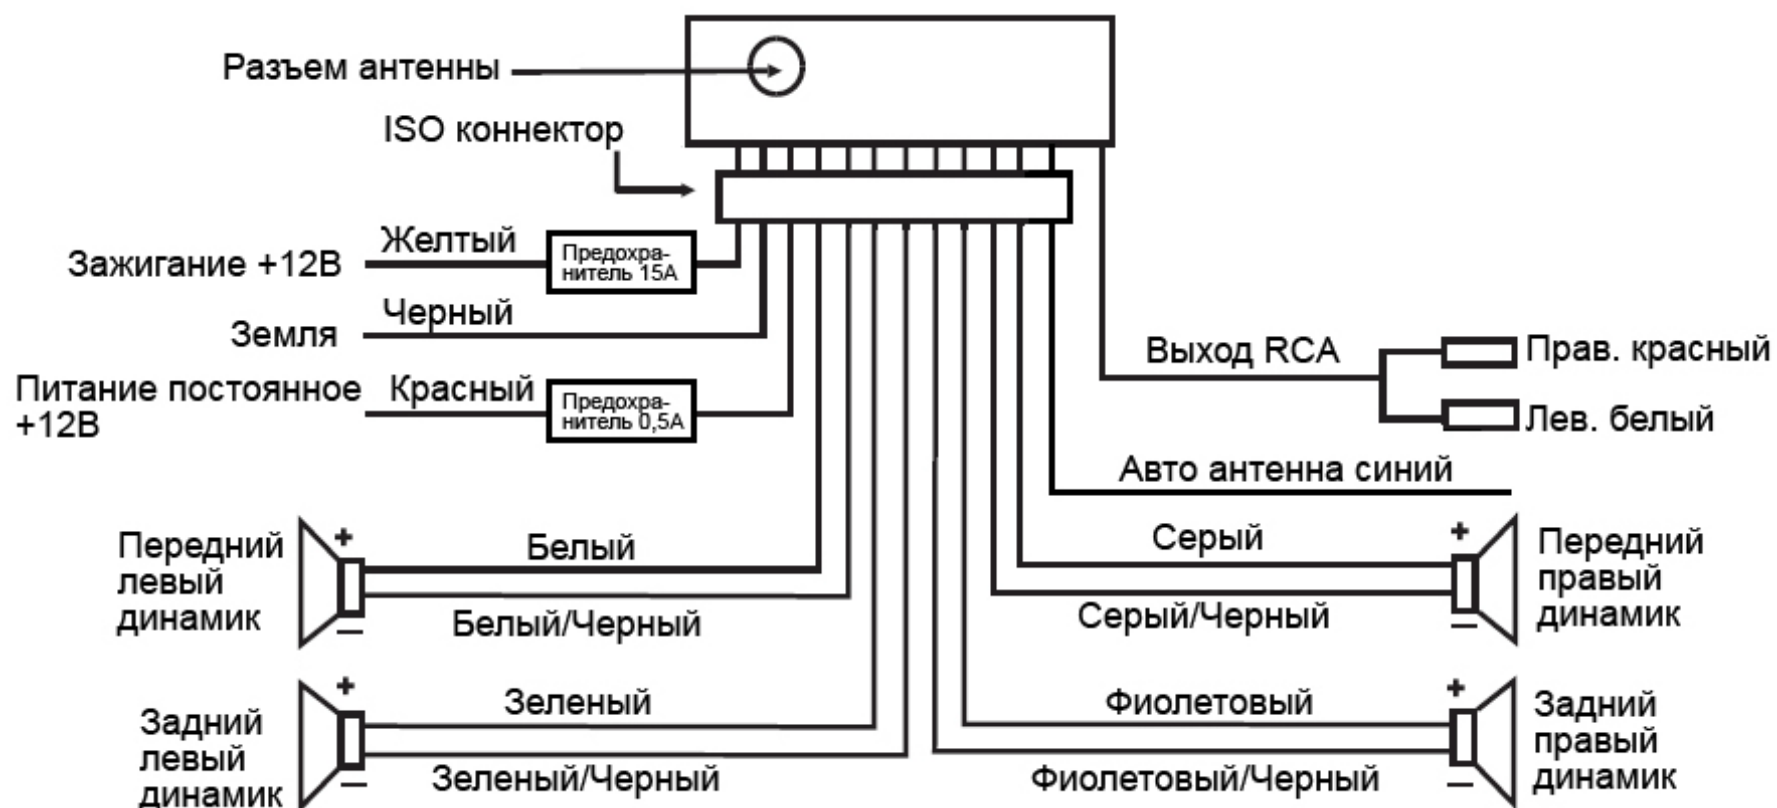 Разъем антенны
ISO коннектор
Желтый
Зажигание +12В
Предохра-
нитель 15А
Черный
Земля
Питание постоянное
+12В
Красный
Предохра-
нитель 0,5А
Выход RCA
Прав. красный
Лев. белый
Авто антенна синий
Передний
левый
динамик
+
Белый
Белый/Черный
–
Серый
Серый/Черный
+
–
Передний
правый
динамик
Задний
левый
динамик
+
Зеленый
Зеленый/Черный
–
Фиолетовый
Фиолетовый/Черный
+
–
Задний
правый
динамик